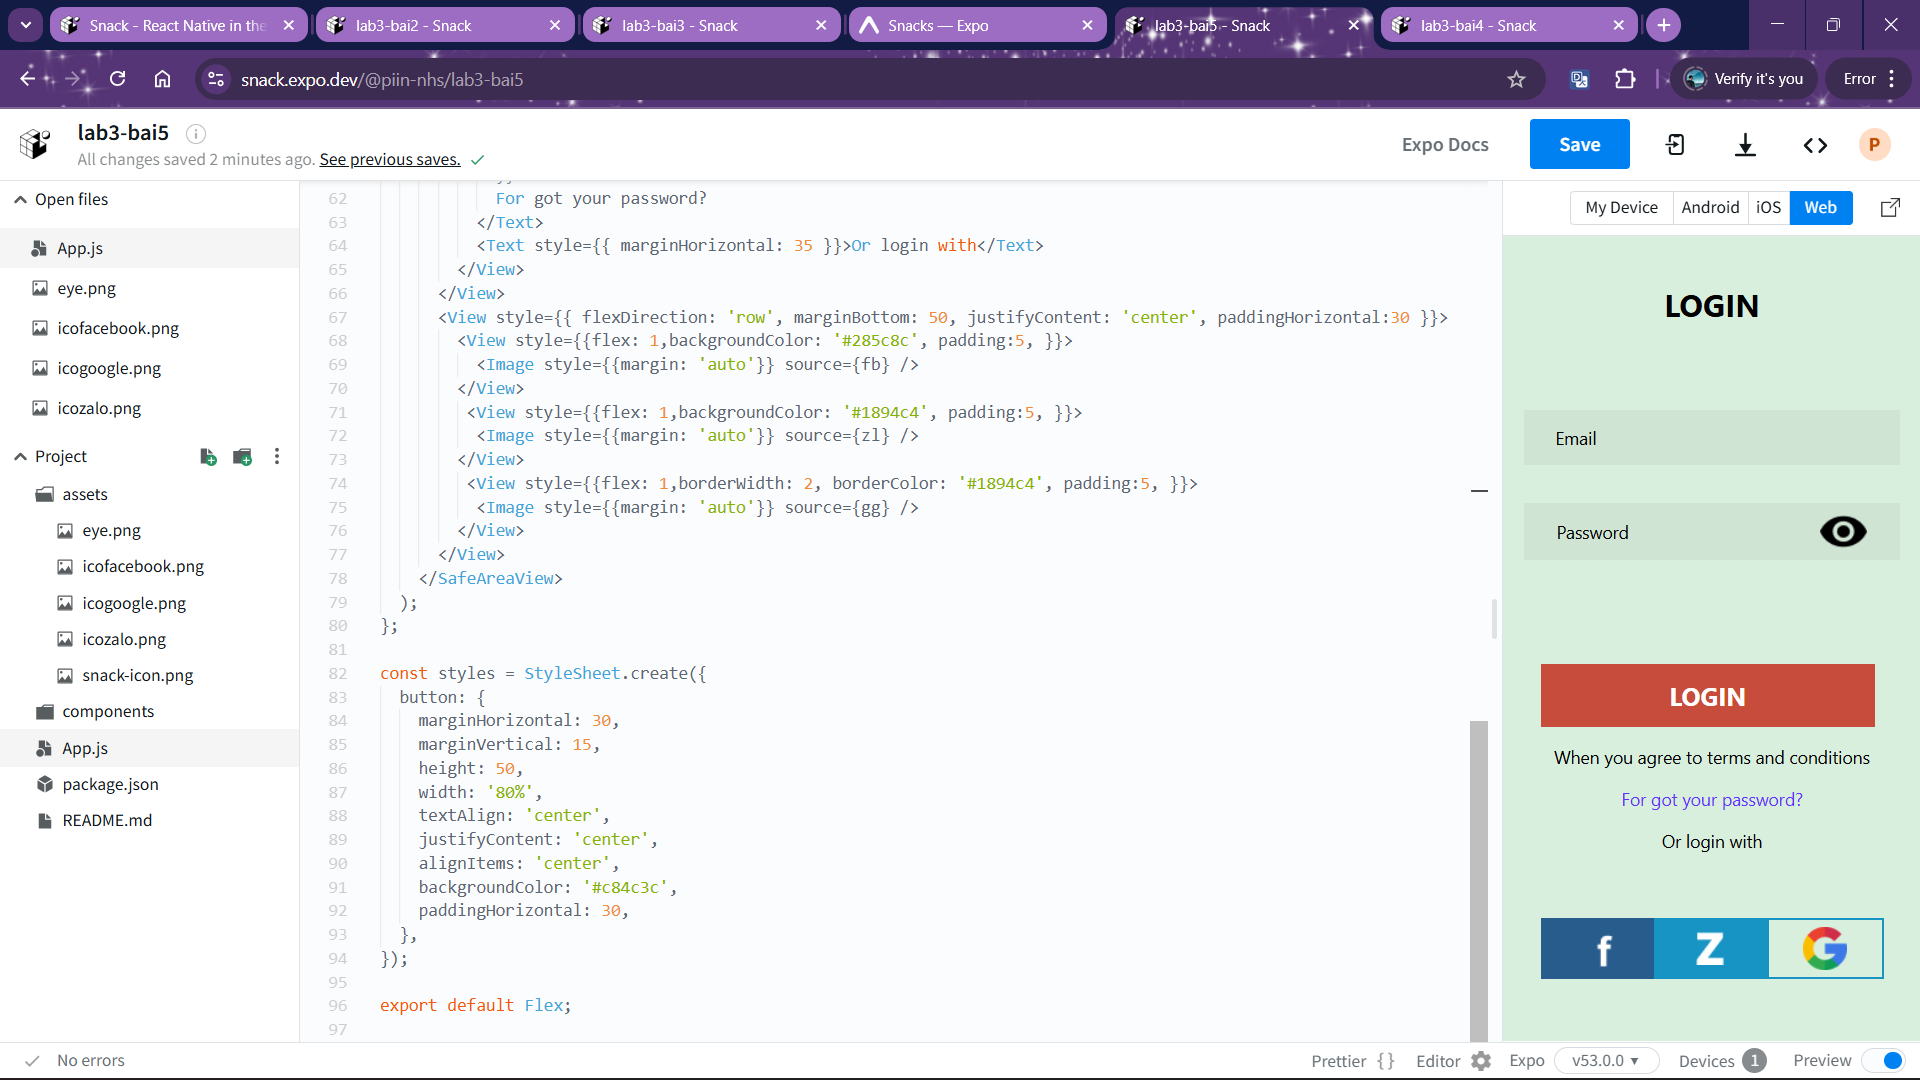 Snack - React Native in the
lab3-bai2 - Snack
lab3-bai3 - Snack
Snacks — Expo
lab3-bai5 - Snack
lab3-bai4 - Snack
snack.expo.dev/@piin-nhs/lab3-bai5
Verify it's you
Error
lab3-bai5
All changes saved 2 minutes ago. See previous saves.
Expo Docs
Save
P
Open files
App.js
eye.png
icofacebook.png
icogoogle.png
icozalo.png
Project
assets
eye.png
icofacebook.png
icogoogle.png
icozalo.png
snack-icon.png
components
App.js
package.json
README.md
62 For got your password?
63 </Text>
64 <Text style={{ marginHorizontal: 35 }}>Or login with</Text>
65 </View>
66 </View>
67 <View style={{ flexDirection: 'row', marginBottom: 50, justifyContent: 'center', paddingHorizontal:30 }}>
68 <View style={{flex: 1,backgroundColor: '#285c8c', padding:5, }}>
69 <Image style={{margin: 'auto'}} source={fb} />
70 </View>
71 <View style={{flex: 1,backgroundColor: '#1894c4', padding:5, }}>
72 <Image style={{margin: 'auto'}} source={zl} />
73 </View>
74 <View style={{flex: 1,borderWidth: 2, borderColor: '#1894c4', padding:5, }}>
75 <Image style={{margin: 'auto'}} source={gg} />
76 </View>
77 </View>
78 </SafeAreaView>
79 );
80 };
81
82 const styles = StyleSheet.create({
83 button: {
84 marginHorizontal: 30,
85 marginVertical: 15,
86 height: 50,
87 width: '80%',
88 textAlign: 'center',
89 justifyContent: 'center',
90 alignItems: 'center',
91 backgroundColor: '#c84c3c',
92 paddingHorizontal: 30,
93 },
94 });
95
96 export default Flex;
97
My Device
Android
iOS
Web
LOGIN
Email
Password
LOGIN
When you agree to terms and conditions
For got your password?
Or login with
f
Z
G
No errors
Prettier { }
Editor
Expo
v53.0.0
Devices 1
Preview